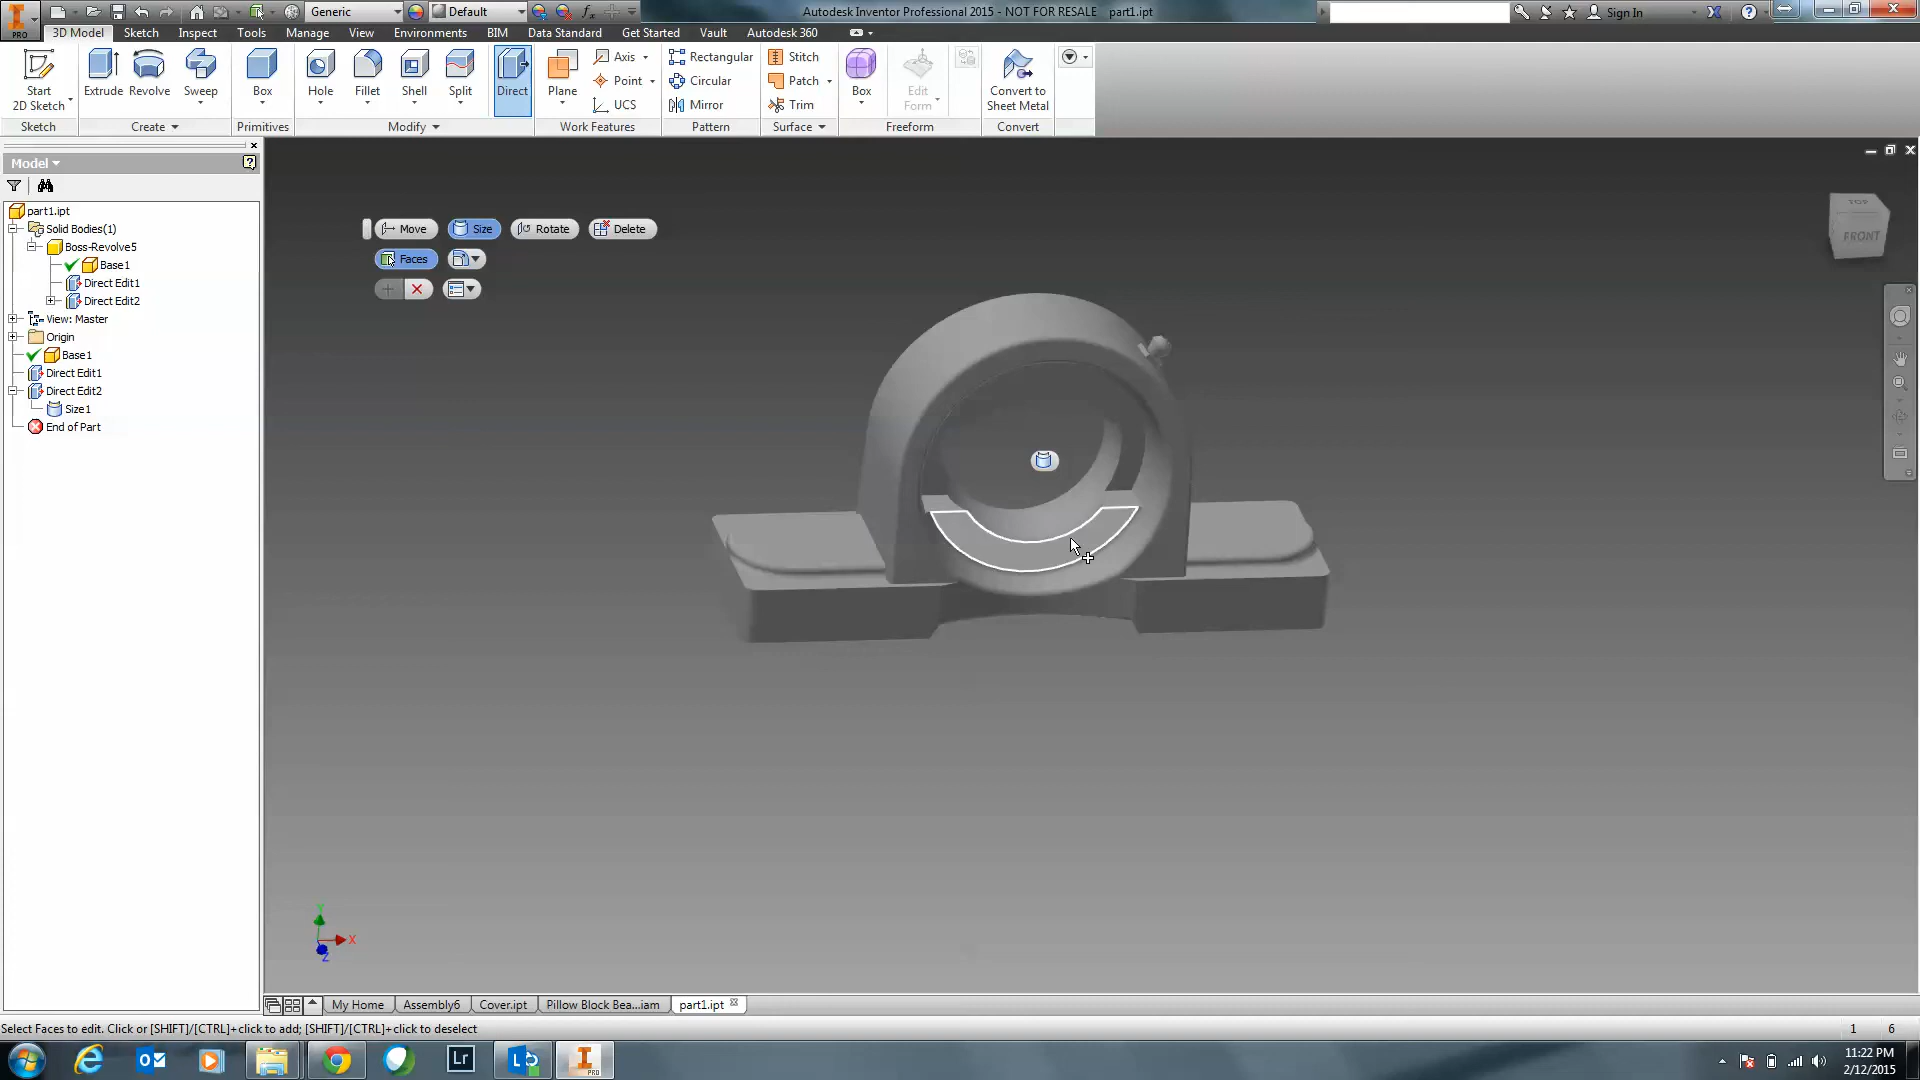 Generic
Default
Autodesk Inventor Professional 2015 - NOT FOR RESALE part1.ipt
Sign In
PRO
3D Model Sketch Inspect Tools Manage View Environments BIM Data Standard Get Started Vault Autodesk 360
Start
2D Sketch
Extrude Revolve Sweep
Box
Hole Fillet Shell Split
Direct
Plane
Axis
Point
UCS
Rectangular
Circular
Mirror
Stitch
Patch
Trim
Box
Edit
Form
Convert to
Sheet Metal
Sketch Create Primitives Modify Work Features Pattern Surface Freeform Convert
Model
part1.ipt
Solid Bodies(1)
Boss-Revolve5
Base1
Direct Edit1
Direct Edit2
View: Master
Origin
Base1
Direct Edit1
Direct Edit2
Size1
End of Part
Move Size Rotate Delete
Faces
TOP
FRONT
Y
X
Z
My Home Assembly6 Cover.ipt Pillow Block Bea...iam part1.ipt
Select Faces to edit. Click or [SHIFT]/[CTRL]+click to add; [SHIFT]/[CTRL]+click to deselect
1 6
Lr
PRO
11:22 PM
2/12/2015